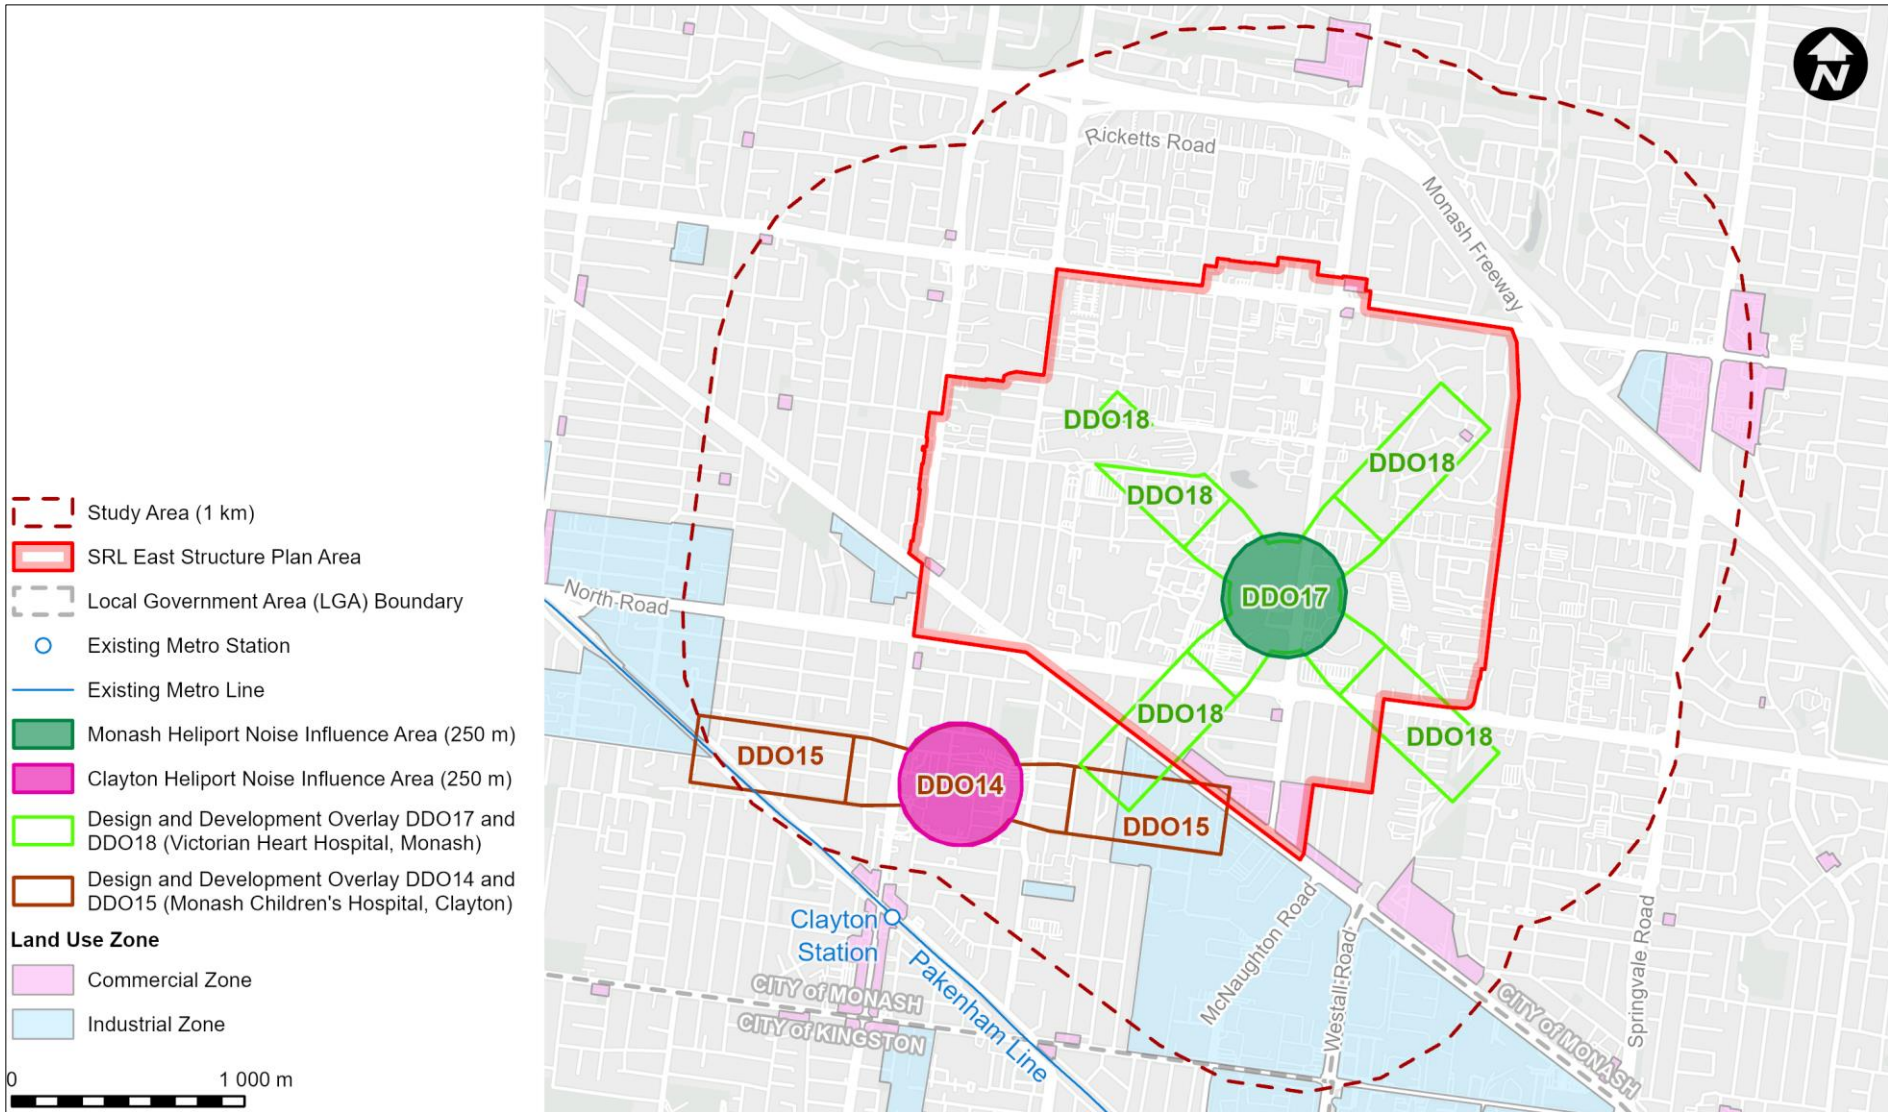 Study Area (1 km)
SRL East Structure Plan Area
Local Government Area (LGA) Boundary
Existing Metro Station
Existing Metro Line
Monash Heliport Noise Influence Area (250 m)
Clayton Heliport Noise Influence Area (250 m)
Design and Development Overlay DDO17 and
DDO18 (Victorian Heart Hospital, Monash)
Design and Development Overlay DDO14 and
DDO15 (Monash Children's Hospital, Clayton)
Land Use Zone
Commercial Zone
Industrial Zone
0 1 000 m
N
Ricketts Road
Monash Freeway
DDO18
DDO18
DDO18
DDO17
North Road
DDO18
DDO18
DDO15
DDO14
DDO15
Clayton
Station
Pakenham Line
McNaughton Road
Westall Road
Springvale Road
CITY of MONASH
CITY of KINGSTON
CITY of MONASH